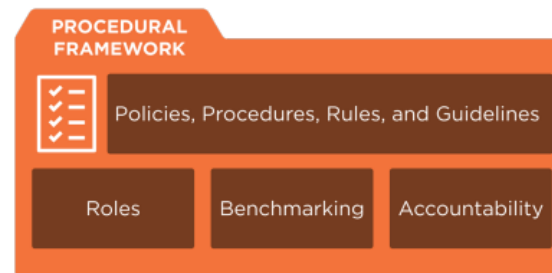 PROCEDURAL
FRAMEWORK
Policies, Procedures, Rules, and Guidelines
Roles
Benchmarking
Accountability